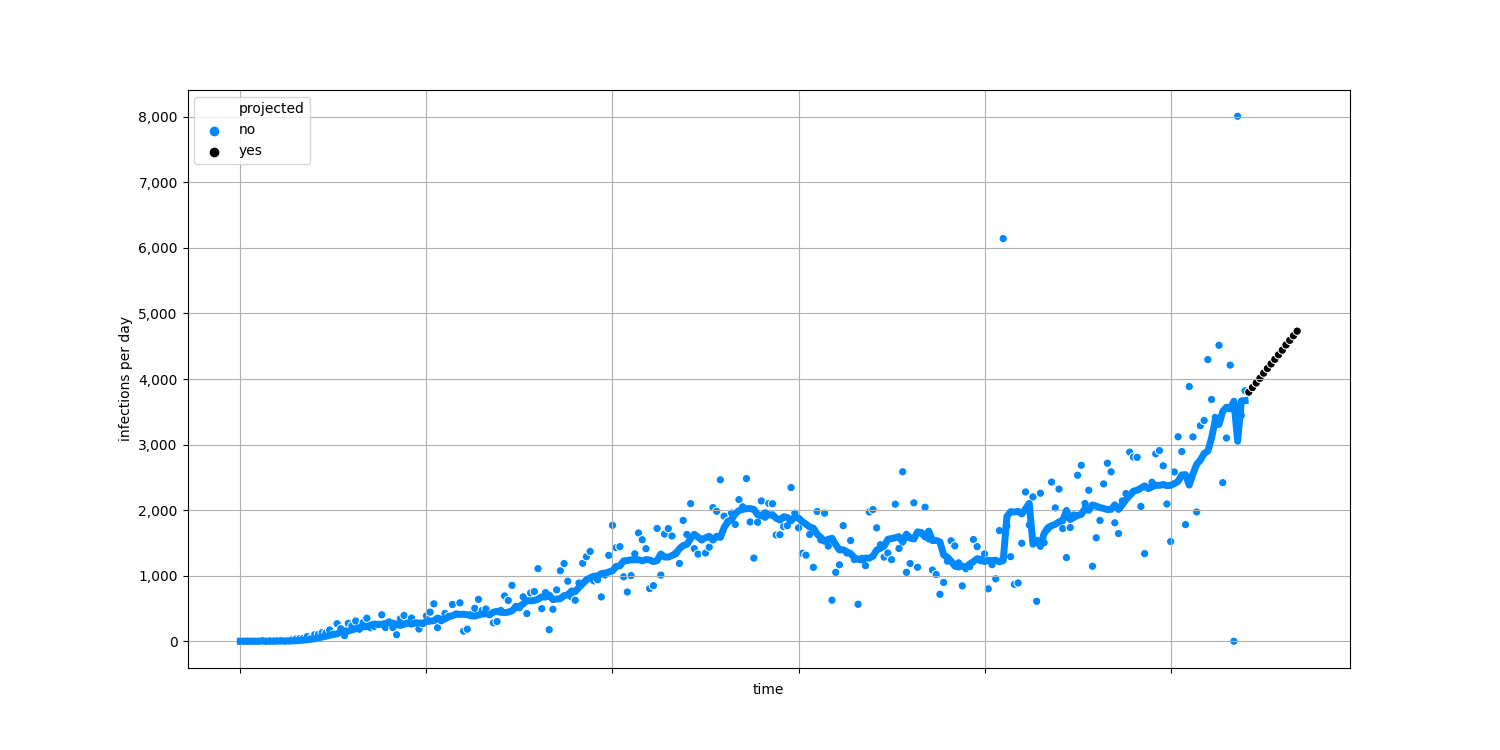 projected
no
yes
8,000
7,000
6,000
5,000
4,000
3,000
2,000
1,000
0
infections per day
time